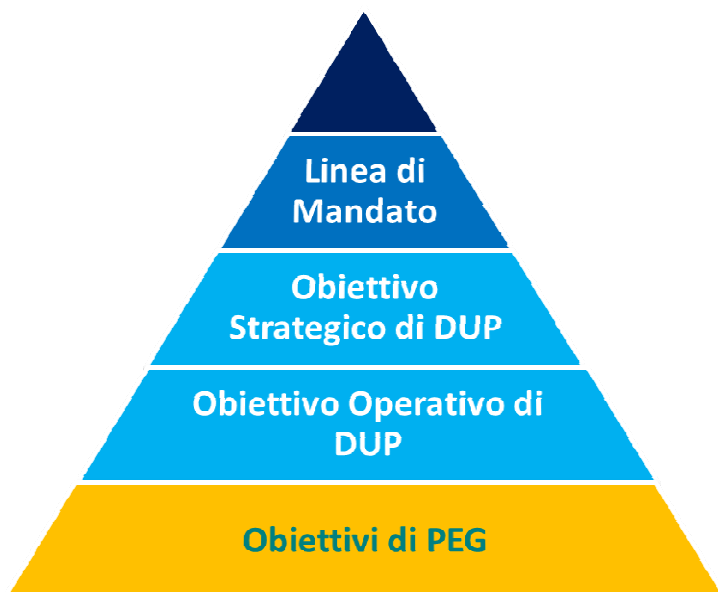 Linea di
Mandato
Obiettivo
Strategico di DUP
Obiettivo Operativo di
DUP
Obiettivi di PEG